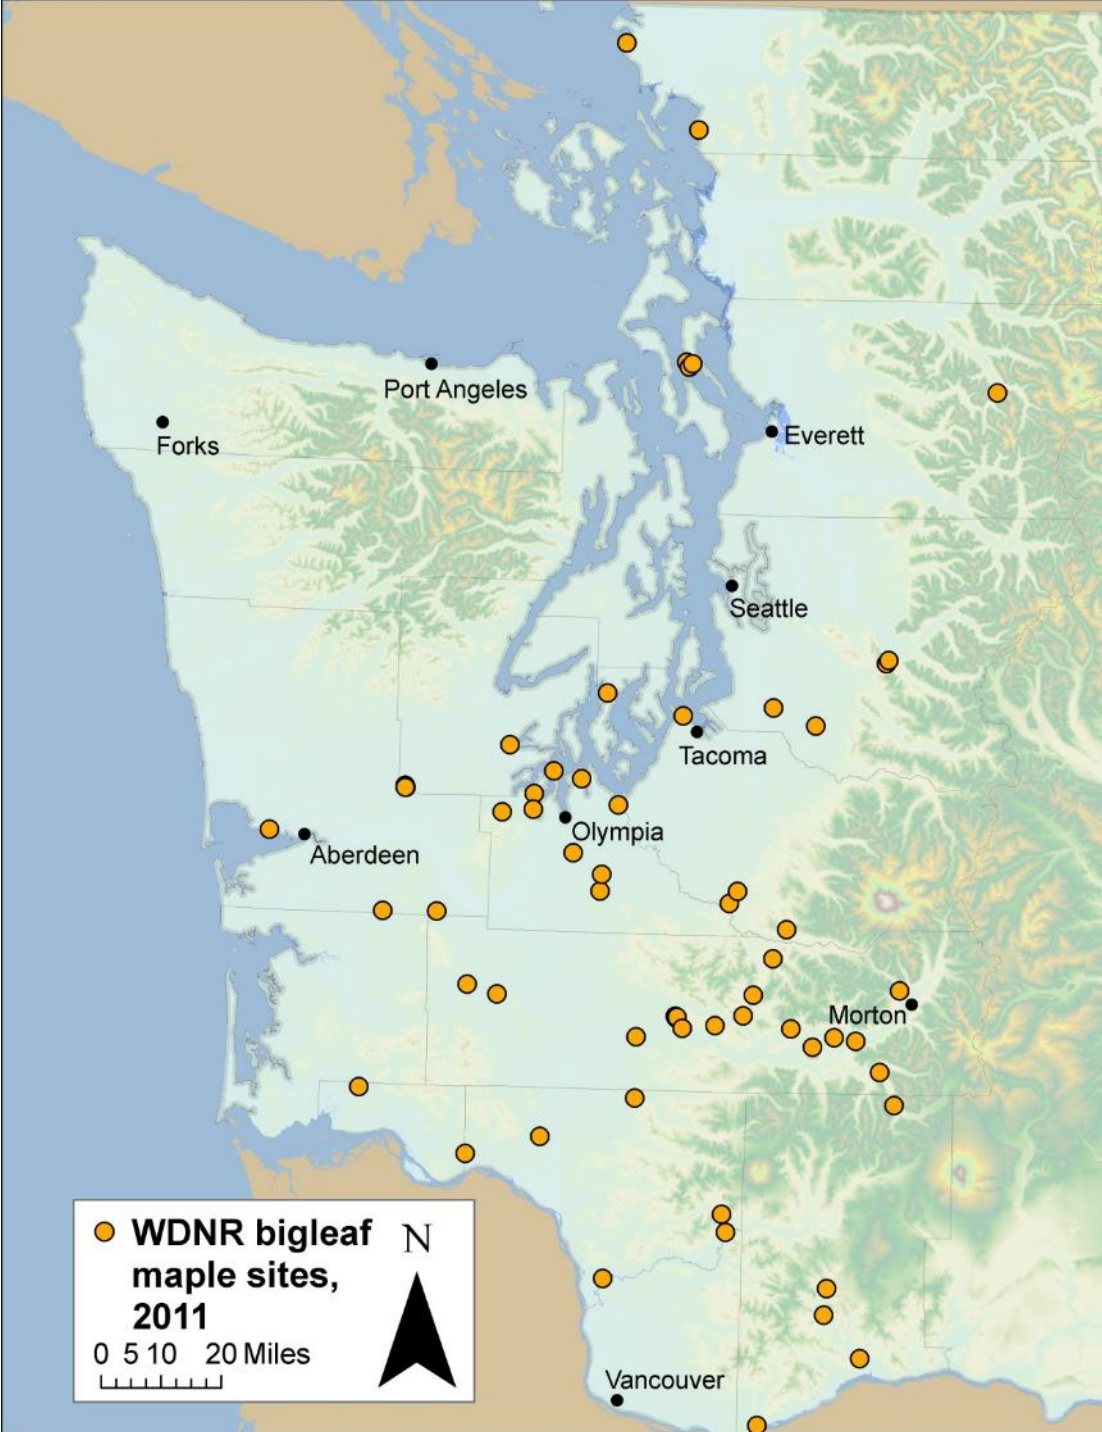 Port Angeles
Forks
Everett
Seattle
Tacoma
Olympia
Aberdeen
Morton
WDNR bigleaf
maple sites,
2011
N
0 5 10 20 Miles
Vancouver